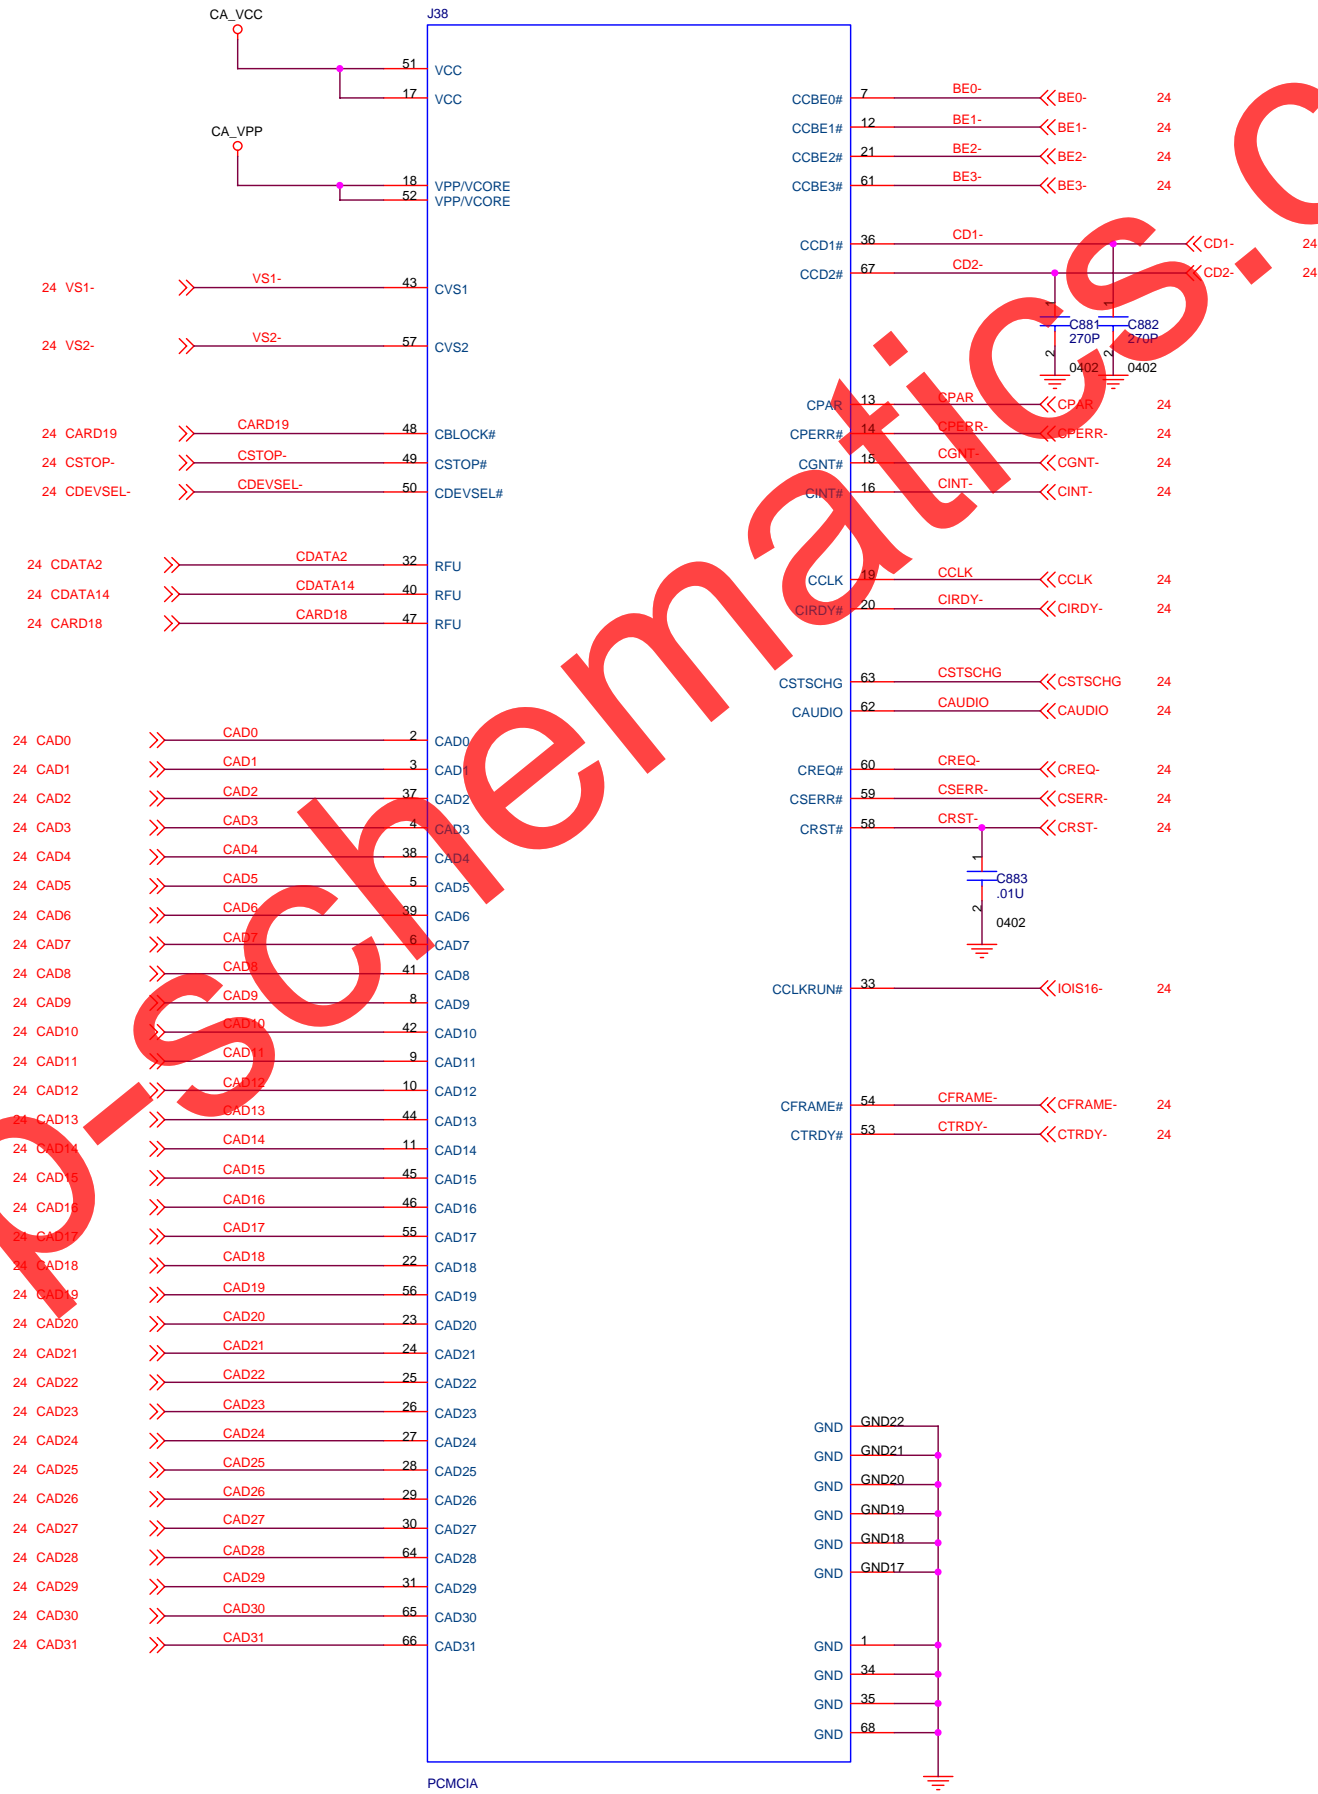 CA_VCC
J38
51 VCC
17 VCC
CA_VPP
18 VPP/VCORE
52 VPP/VCORE
24 VS1- VS1- 43 CVS1
24 VS2- VS2- 57 CVS2
24 CARD19 CARD19 48 CBLOCK#
24 CSTOP- CSTOP- 49 CSTOP#
24 CDEVSEL- CDEVSEL- 50 CDEVSEL#
24 CDATA2 CDATA2 32 RFU
24 CDATA14 CDATA14 40 RFU
24 CARD18 CARD18 47 RFU
24 CAD0 CAD0 2 CAD0
24 CAD1 CAD1 3 CAD1
24 CAD2 CAD2 37 CAD2
24 CAD3 CAD3 4 CAD3
24 CAD4 CAD4 38 CAD4
24 CAD5 CAD5 5 CAD5
24 CAD6 CAD6 39 CAD6
24 CAD7 CAD7 6 CAD7
24 CAD8 CAD8 41 CAD8
24 CAD9 CAD9 8 CAD9
24 CAD10 CAD10 42 CAD10
24 CAD11 CAD11 9 CAD11
24 CAD12 CAD12 10 CAD12
24 CAD13 CAD13 44 CAD13
24 CAD14 CAD14 11 CAD14
24 CAD15 CAD15 45 CAD15
24 CAD16 CAD16 46 CAD16
24 CAD17 CAD17 55 CAD17
24 CAD18 CAD18 22 CAD18
24 CAD19 CAD19 56 CAD19
24 CAD20 CAD20 23 CAD20
24 CAD21 CAD21 24 CAD21
24 CAD22 CAD22 25 CAD22
24 CAD23 CAD23 26 CAD23
24 CAD24 CAD24 27 CAD24
24 CAD25 CAD25 28 CAD25
24 CAD26 CAD26 29 CAD26
24 CAD27 CAD27 30 CAD27
24 CAD28 CAD28 64 CAD28
24 CAD29 CAD29 31 CAD29
24 CAD30 CAD30 65 CAD30
24 CAD31 CAD31 66 CAD31
CCBE0# 7 BE0- BE0- 24
CCBE1# 12 BE1- BE1- 24
CCBE2# 21 BE2- BE2- 24
CCBE3# 61 BE3- BE3- 24
CCD1# 36 CD1- CD1- 24
CCD2# 67 CD2- CD2- 24
1 C881 270P 2 0402
1 C882 270P 2 0402
CPAR 13 CPAR CPAR 24
CPERR# 14 CPERR- CPERR- 24
CGNT# 15 CGNT- CGNT- 24
CINT# 16 CINT- CINT- 24
CCLK 19 CCLK CCLK 24
CIRDY# 20 CIRDY- CIRDY- 24
CSTSCHG 63 CSTSCHG CSTSCHG 24
CAUDIO 62 CAUDIO CAUDIO 24
CREQ# 60 CREQ- CREQ- 24
CSERR# 59 CSERR- CSERR- 24
CRST# 58 CRST- CRST- 24
1 C883 .01U 2 0402
CCLKRUN# 33 IOIS16- 24
CFRAME# 54 CFRAME- CFRAME- 24
CTRDY# 53 CTRDY- CTRDY- 24
GND GND22
GND GND21
GND GND20
GND GND19
GND GND18
GND GND17
GND 1
GND 34
GND 35
GND 68
PCMCIA
p-schematics.c